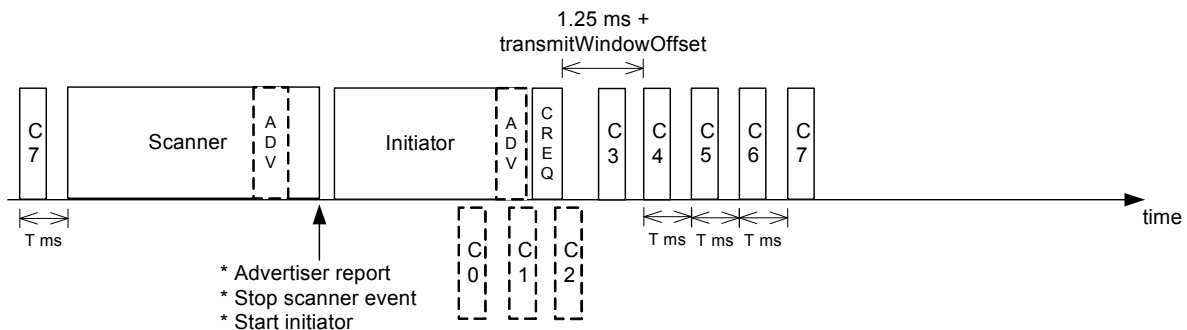 1.25 ms +
transmitWindowOffset
C
7
Scanner
A
D
V
Initiator
A
D
V
C
R
E
Q
C
3
C
4
C
5
C
6
C
7
time
T ms
T ms
T ms
T ms
C
0
C
1
C
2
* Advertiser report
* Stop scanner event
* Start initiator